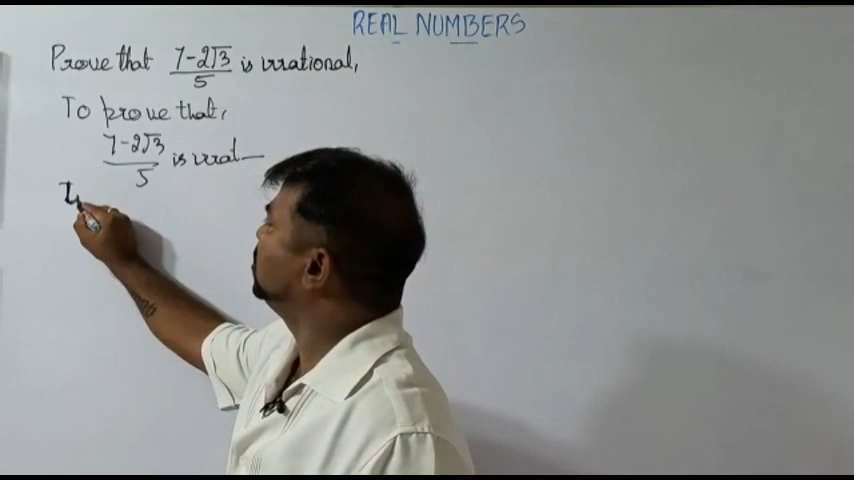 REAL NUMBERS
Prove that (7-2√3)/5 is irrational,
To prove that,
(7-2√3)/5 is irrat—